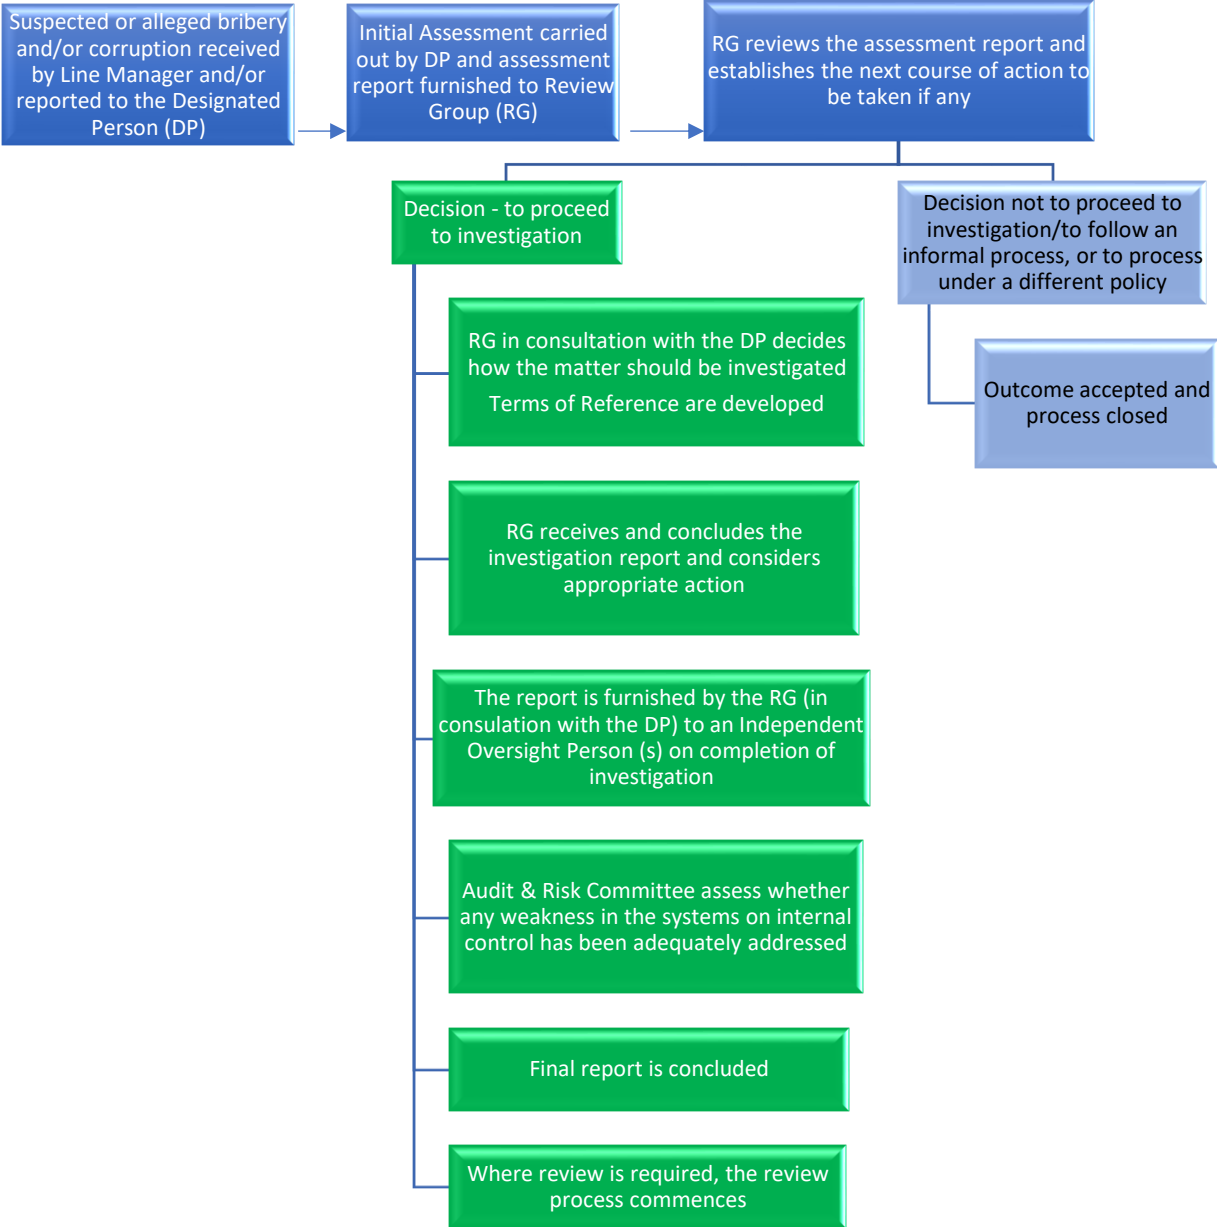 Suspected or alleged bribery
and/or corruption received
by Line Manager and/or
reported to the Designated
Person (DP)
Initial Assessment carried
out by DP and assessment
report furnished to Review
Group (RG)
RG reviews the assessment report and
establishes the next course of action to
be taken if any
Decision - to proceed
to investigation
Decision not to proceed to
investigation/to follow an
informal process, or to process
under a different policy
RG in consultation with the DP decides
how the matter should be investigated
Terms of Reference are developed
Outcome accepted and
process closed
RG receives and concludes the
investigation report and considers
appropriate action
The report is furnished by the RG (in
consulation with the DP) to an Independent
Oversight Person (s) on completion of
investigation
Audit & Risk Committee assess whether
any weakness in the systems on internal
control has been adequately addressed
Final report is concluded
Where review is required, the review
process commences